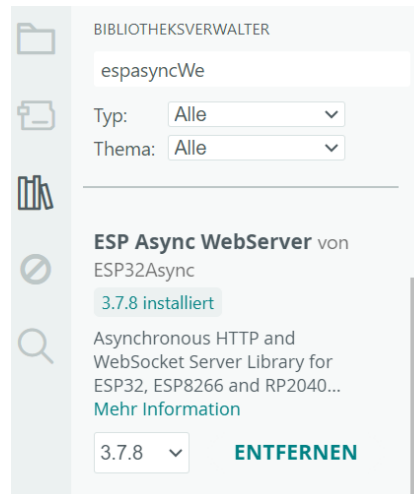 BIBLIOTHEKSVERWALTER
espasyncWe
Typ: Alle
Thema: Alle
ESP Async WebServer von
ESP32Async
3.7.8 installiert
Asynchronous HTTP and
WebSocket Server Library for
ESP32, ESP8266 and RP2040...
Mehr Information
3.7.8 ENTFERNEN